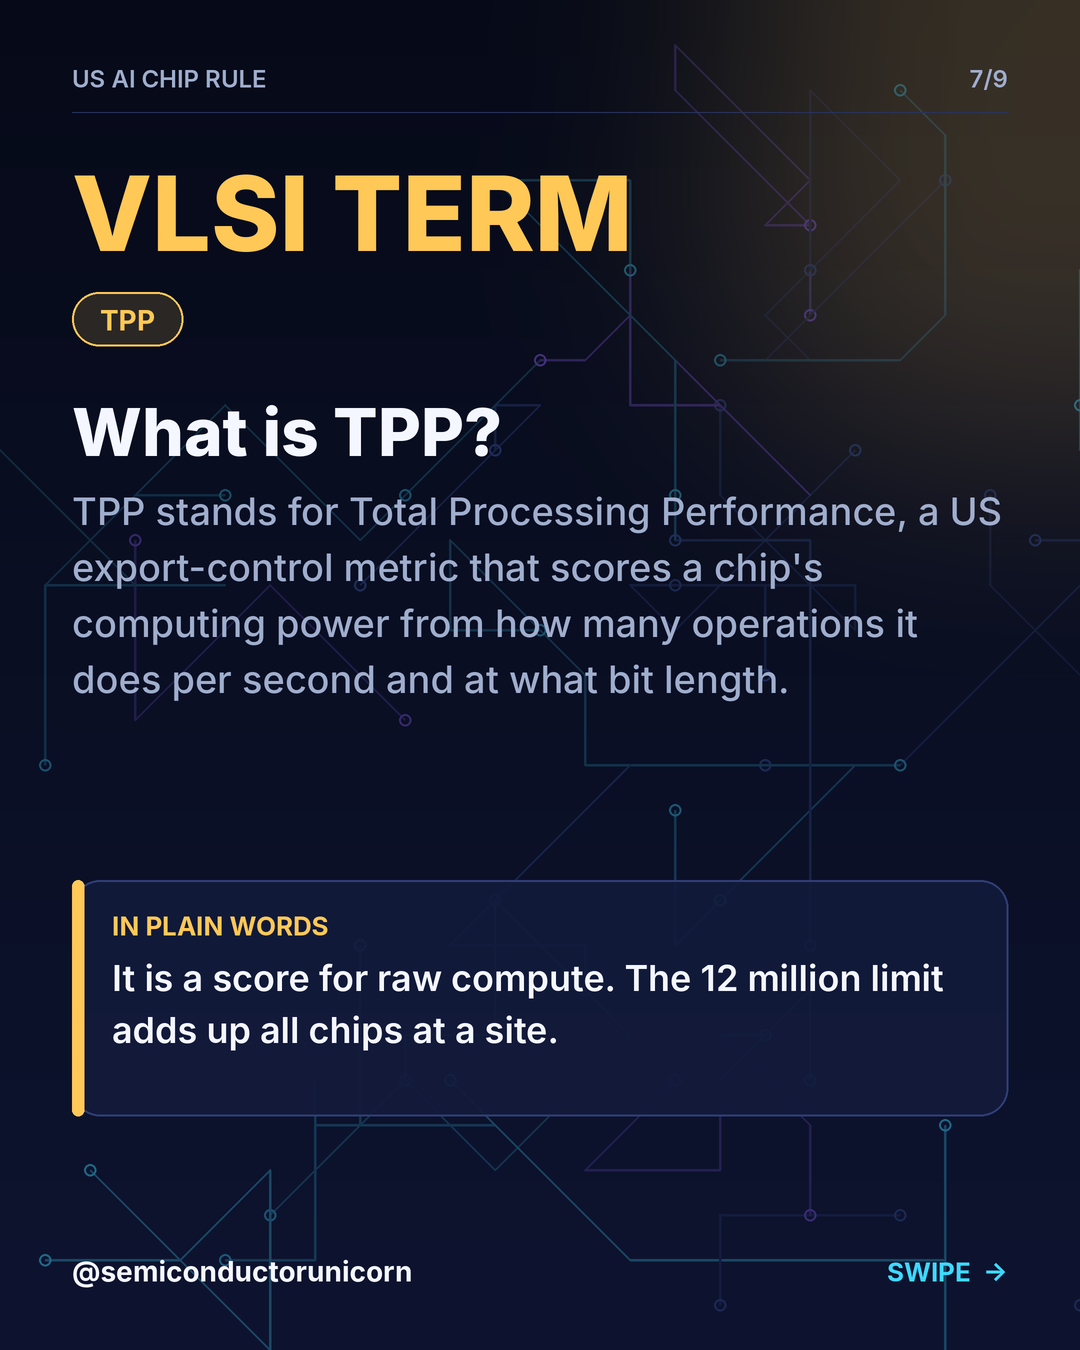 US AI CHIP RULE
7/9
VLSI TERM
TPP
What is TPP?
TPP stands for Total Processing Performance, a US
export-control metric that scores a chip's
computing power from how many operations it
does per second and at what bit length.
IN PLAIN WORDS
It is a score for raw compute. The 12 million limit
adds up all chips at a site.
@semiconductorunicorn
SWIPE →